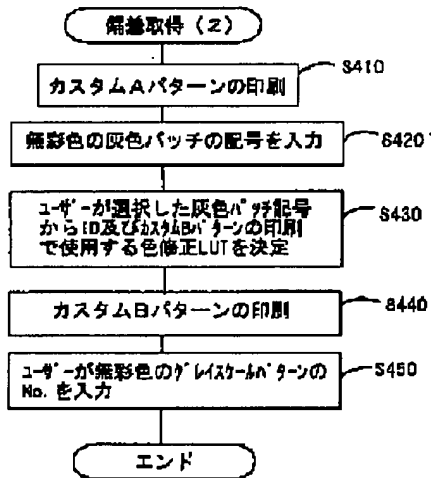 偏差取得（2）
S410
カスタムAパターンの印刷
無彩色の灰色パッチの記号を入力
S420
ユーザーが選択した灰色パッチ記号
からID及びカスタムBパターンの印刷
で使用する色修正LUTを決定
S430
カスタムBパターンの印刷
S440
ユーザーが無彩色のグレイスケールパターンの
No. を入力
S450
エンド